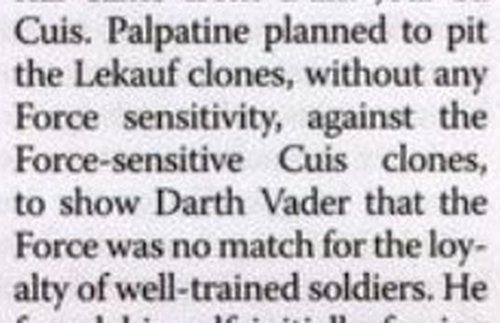 Cuis. Palpatine planned to pit
the Lekauf clones, without any
Force sensitivity, against the
Force-sensitive Cuis clones,
to show Darth Vader that the
Force was no match for the loy-
alty of well-trained soldiers. He